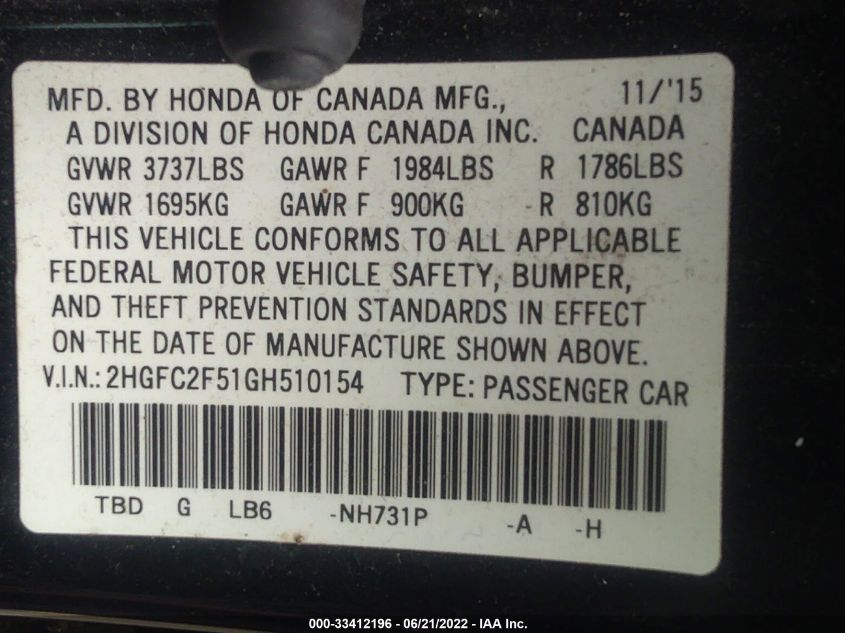 MFD. BY HONDA OF CANADA MFG., 11/'15
A DIVISION OF HONDA CANADA INC. CANADA
GVWR 3737LBS GAWR F 1984LBS R 1786LBS
GVWR 1695KG GAWR F 900KG -R 810KG
THIS VEHICLE CONFORMS TO ALL APPLICABLE
FEDERAL MOTOR VEHICLE SAFETY, BUMPER,
AND THEFT PREVENTION STANDARDS IN EFFECT
ON THE DATE OF MANUFACTURE SHOWN ABOVE.
V.I.N.: 2HGFC2F51GH510154 TYPE: PASSENGER CAR
TBD G LB6 -NH731P -A -H
000-33412196 - 06/21/2022 - IAA Inc.